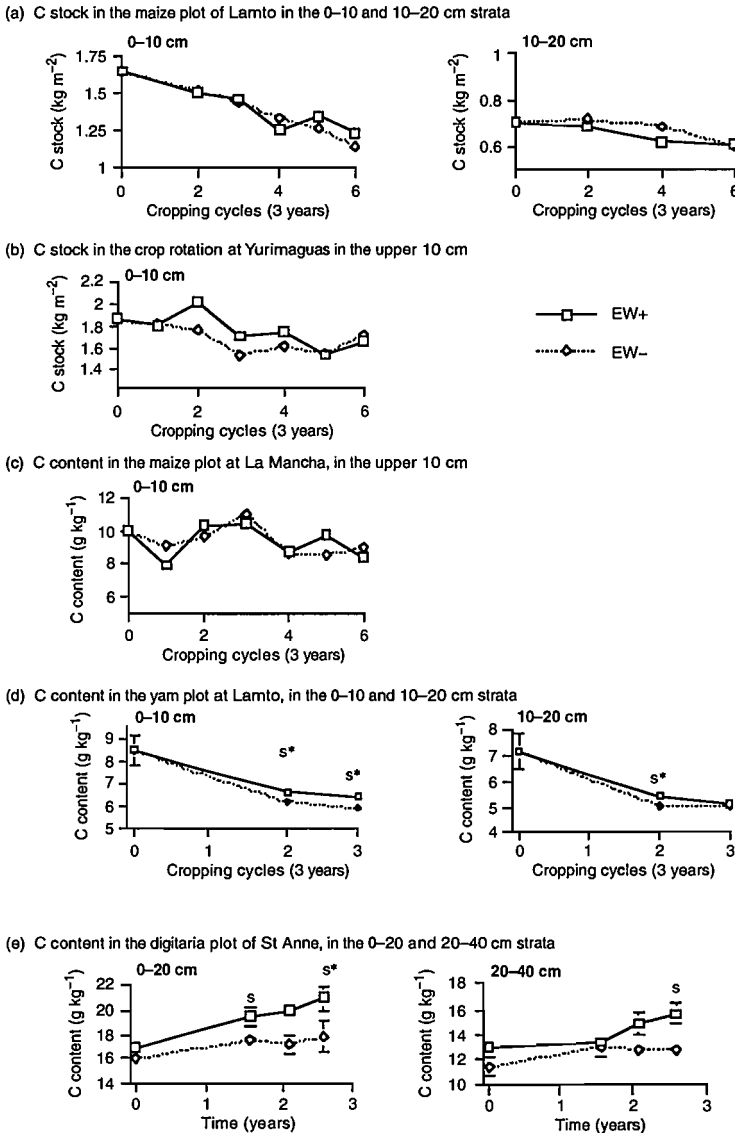 (a) C stock in the maize plot of Lamto in the 0–10 and 10–20 cm strata
0–10 cm
C stock (kg m⁻²)
1.75
1.5
1.25
1
0 2 4 6
Cropping cycles (3 years)
10–20 cm
C stock (kg m⁻²)
1
0.8
0.6
0 2 4 6
Cropping cycles (3 years)
(b) C stock in the crop rotation at Yurimaguas in the upper 10 cm
0–10 cm
C stock (kg m⁻²)
2.2
2
1.8
1.6
1.4
0 2 4 6
Cropping cycles (3 years)
EW+
EW–
(c) C content in the maize plot at La Mancha, in the upper 10 cm
0–10 cm
C content (g kg⁻¹)
12
10
8
6
0 2 4 6
Cropping cycles (3 years)
(d) C content in the yam plot at Lamto, in the 0–10 and 10–20 cm strata
0–10 cm
C content (g kg⁻¹)
9
8
7
6
5
s*
s*
0 1 2 3
Cropping cycles (3 years)
10–20 cm
C content (g kg⁻¹)
8
7
6
5
4
s*
0 1 2 3
Cropping cycles (3 years)
(e) C content in the digitaria plot of St Anne, in the 0–20 and 20–40 cm strata
0–20 cm
C content (g kg⁻¹)
22
20
18
16
14
s
s*
0 1 2 3
Time (years)
20–40 cm
C content (g kg⁻¹)
18
16
14
12
10
s
0 1 2 3
Time (years)